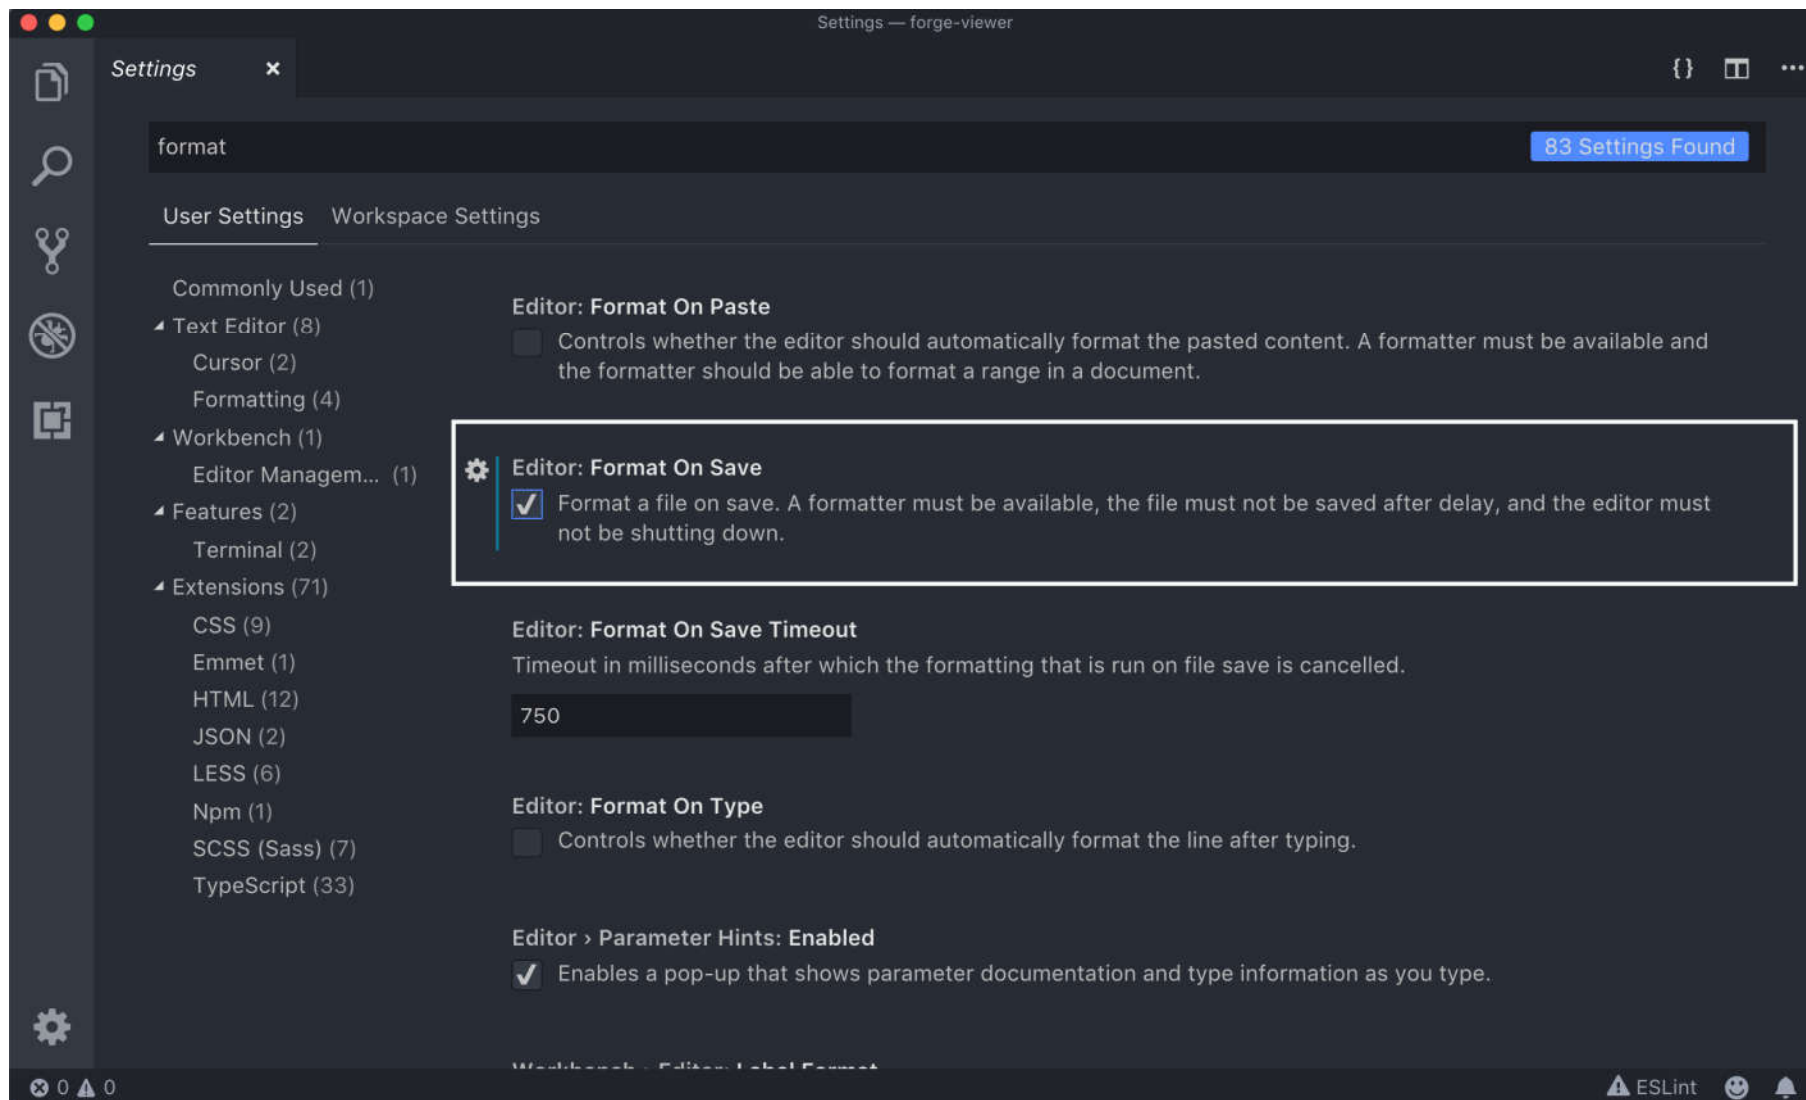 Settings — forge-viewer
Settings
format
83 Settings Found
User Settings
Workspace Settings
Commonly Used (1)
Text Editor (8)
Cursor (2)
Formatting (4)
Workbench (1)
Editor Managem... (1)
Features (2)
Terminal (2)
Extensions (71)
CSS (9)
Emmet (1)
HTML (12)
JSON (2)
LESS (6)
Npm (1)
SCSS (Sass) (7)
TypeScript (33)
Editor: Format On Paste
Controls whether the editor should automatically format the pasted content. A formatter must be available and
the formatter should be able to format a range in a document.
Editor: Format On Save
Format a file on save. A formatter must be available, the file must not be saved after delay, and the editor must
not be shutting down.
Editor: Format On Save Timeout
Timeout in milliseconds after which the formatting that is run on file save is cancelled.
750
Editor: Format On Type
Controls whether the editor should automatically format the line after typing.
Editor › Parameter Hints: Enabled
Enables a pop-up that shows parameter documentation and type information as you type.
Workbench › Editor: Label Format
0 0
ESLint